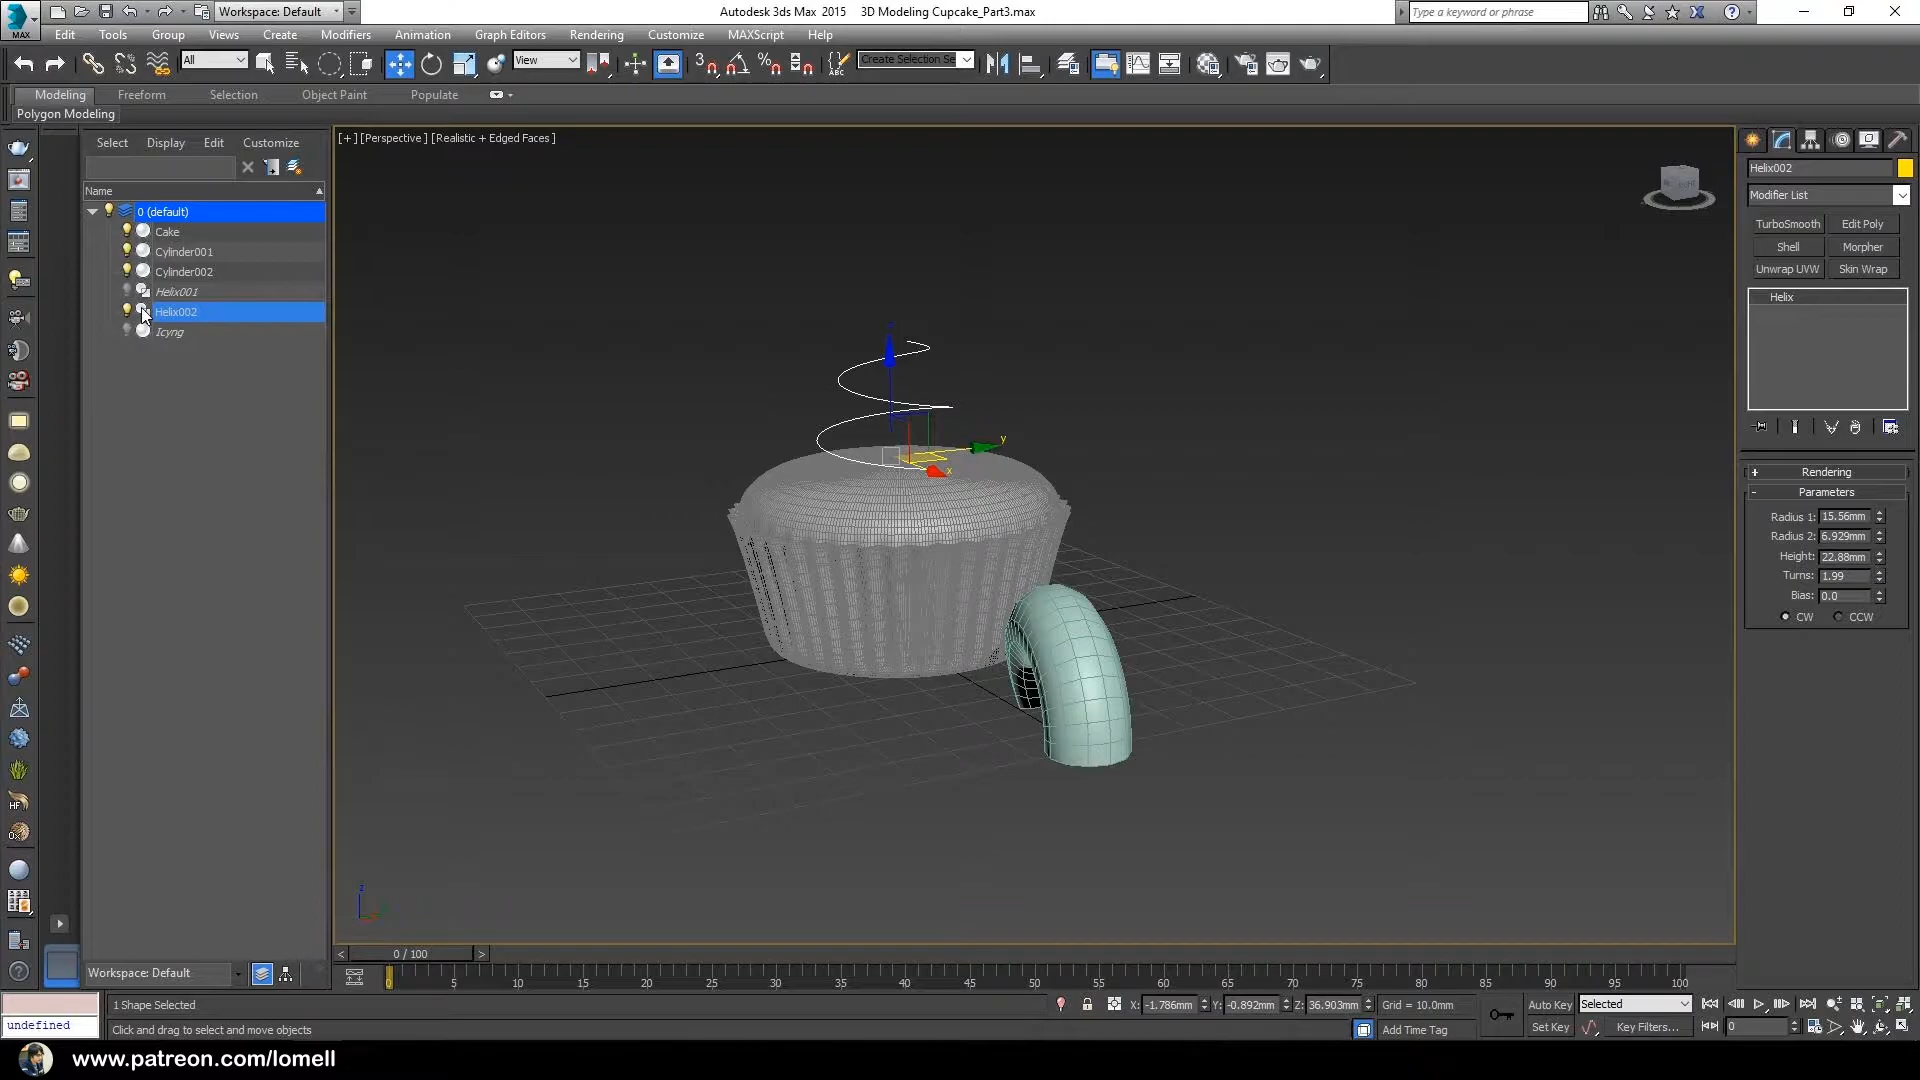 Workspace: Default
Autodesk 3ds Max 2015 3D Modeling Cupcake_Part3.max
Type a keyword or phrase
MAX
Edit Tools Group Views Create Modifiers Animation Graph Editors Rendering Customize MAXScript Help
All
View
Create Selection Se
Modeling Freeform Selection Object Paint Populate
Polygon Modeling
Select Display Edit Customize
Name
0 (default)
Cake
Cylinder001
Cylinder002
Helix001
Helix002
Icyng
[+] [Perspective] [Realistic + Edged Faces]
y
x
z
Helix002
Modifier List
TurboSmooth Edit Poly
Shell Morpher
Unwrap UVW Skin Wrap
Helix
+ Rendering
- Parameters
Radius 1: 15.56mm
Radius 2: 6.929mm
Height: 22.88mm
Turns: 1.99
Bias: 0.0
CW CCW
HF
< 0 / 100 >
Workspace: Default
0 5 10 15 20 25 30 35 40 45 50 55 60 65 70 75 80 85 90 95 100
1 Shape Selected
X: -1.786mm Y: -0.892mm Z: 36.903mm Grid = 10.0mm
Auto Key Selected
undefined
Click and drag to select and move objects
Add Time Tag
Set Key Key Filters... 0
www.patreon.com/lomell